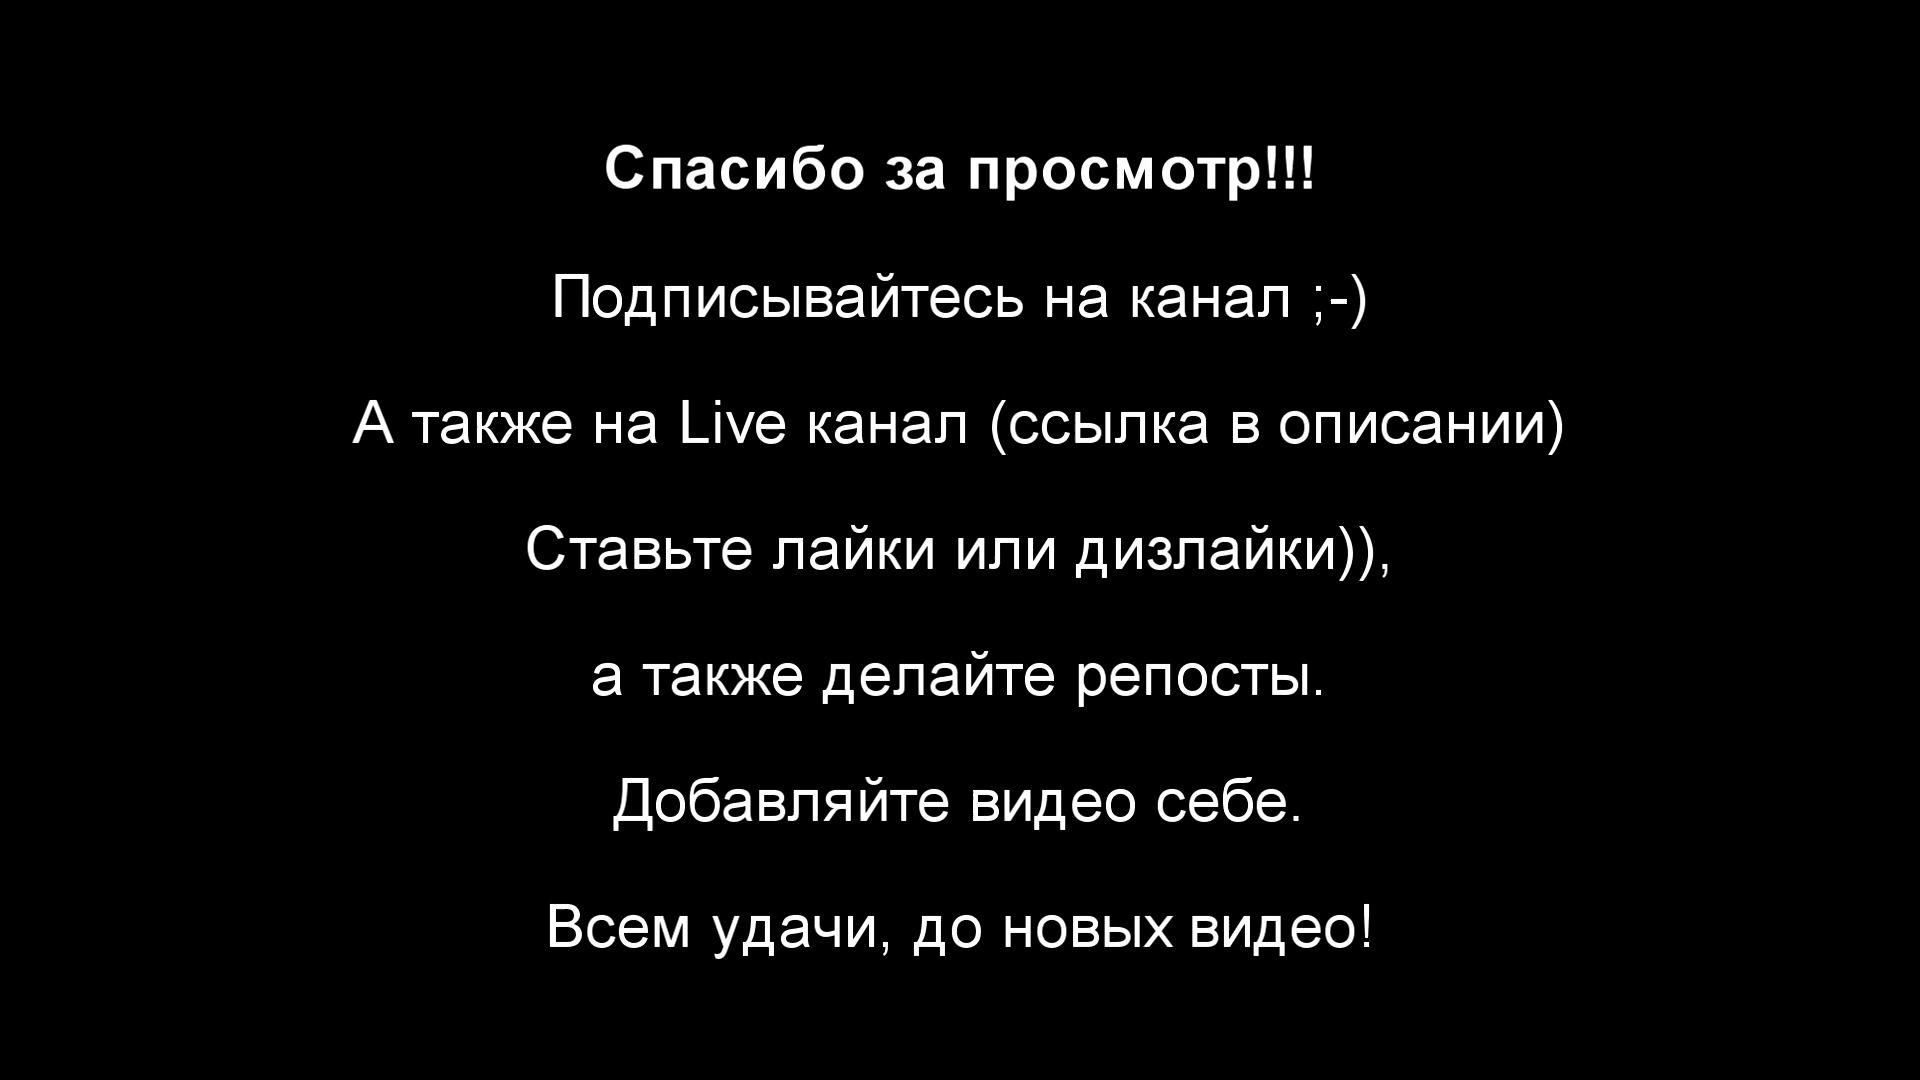 Спасибо за просмотр!!!
Подписывайтесь на канал ;-)
А также на Live канал (ссылка в описании)
Ставьте лайки или дизлайки)),
а также делайте репосты.
Добавляйте видео себе.
Всем удачи, до новых видео!